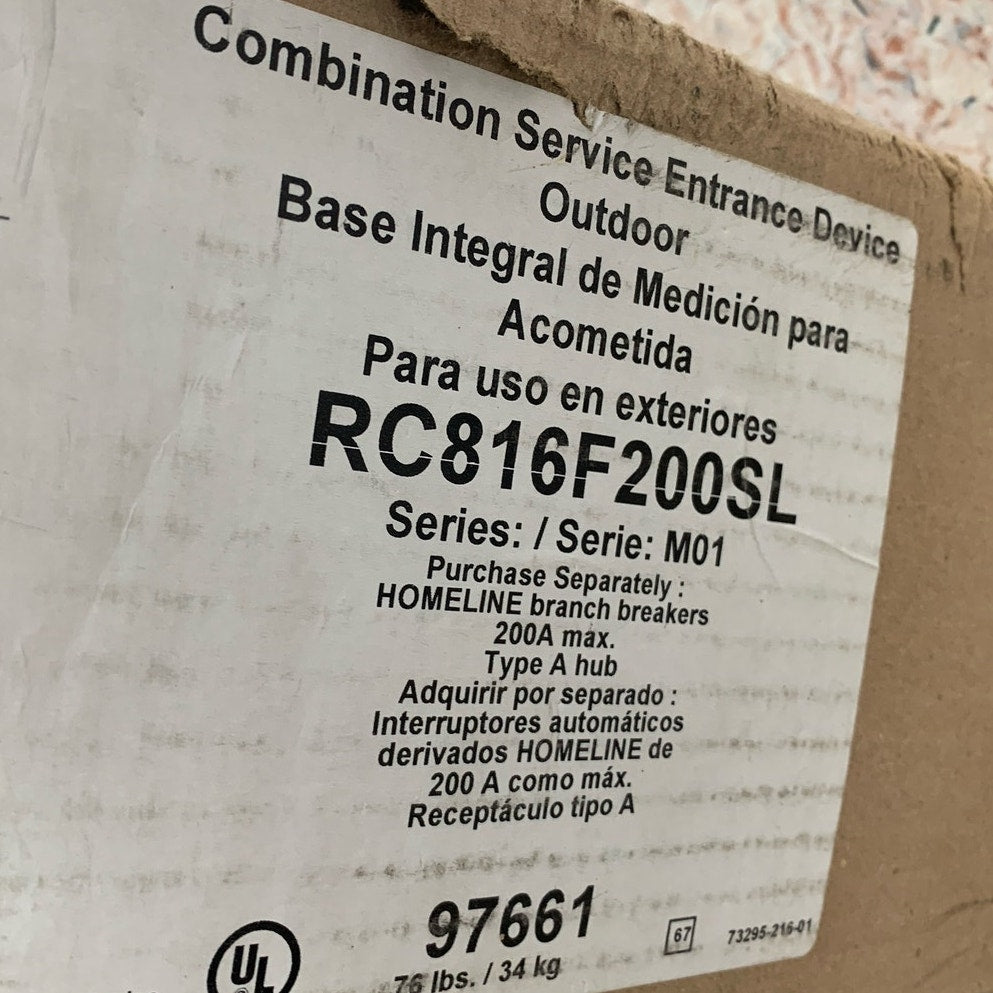 Combination Service Entrance Device
Outdoor
Base Integral de Medición para
Acometida
Para uso en exteriores
RC816F200SL
Series: / Serie: M01
Purchase Separately :
HOMELINE branch breakers
200A max.
Type A hub
Adquirir por separado :
Interruptores automáticos
derivados HOMELINE de
200 A como máx.
Receptáculo tipo A
97661
67
73295-216-01
UL
®
76 lbs. / 34 kg